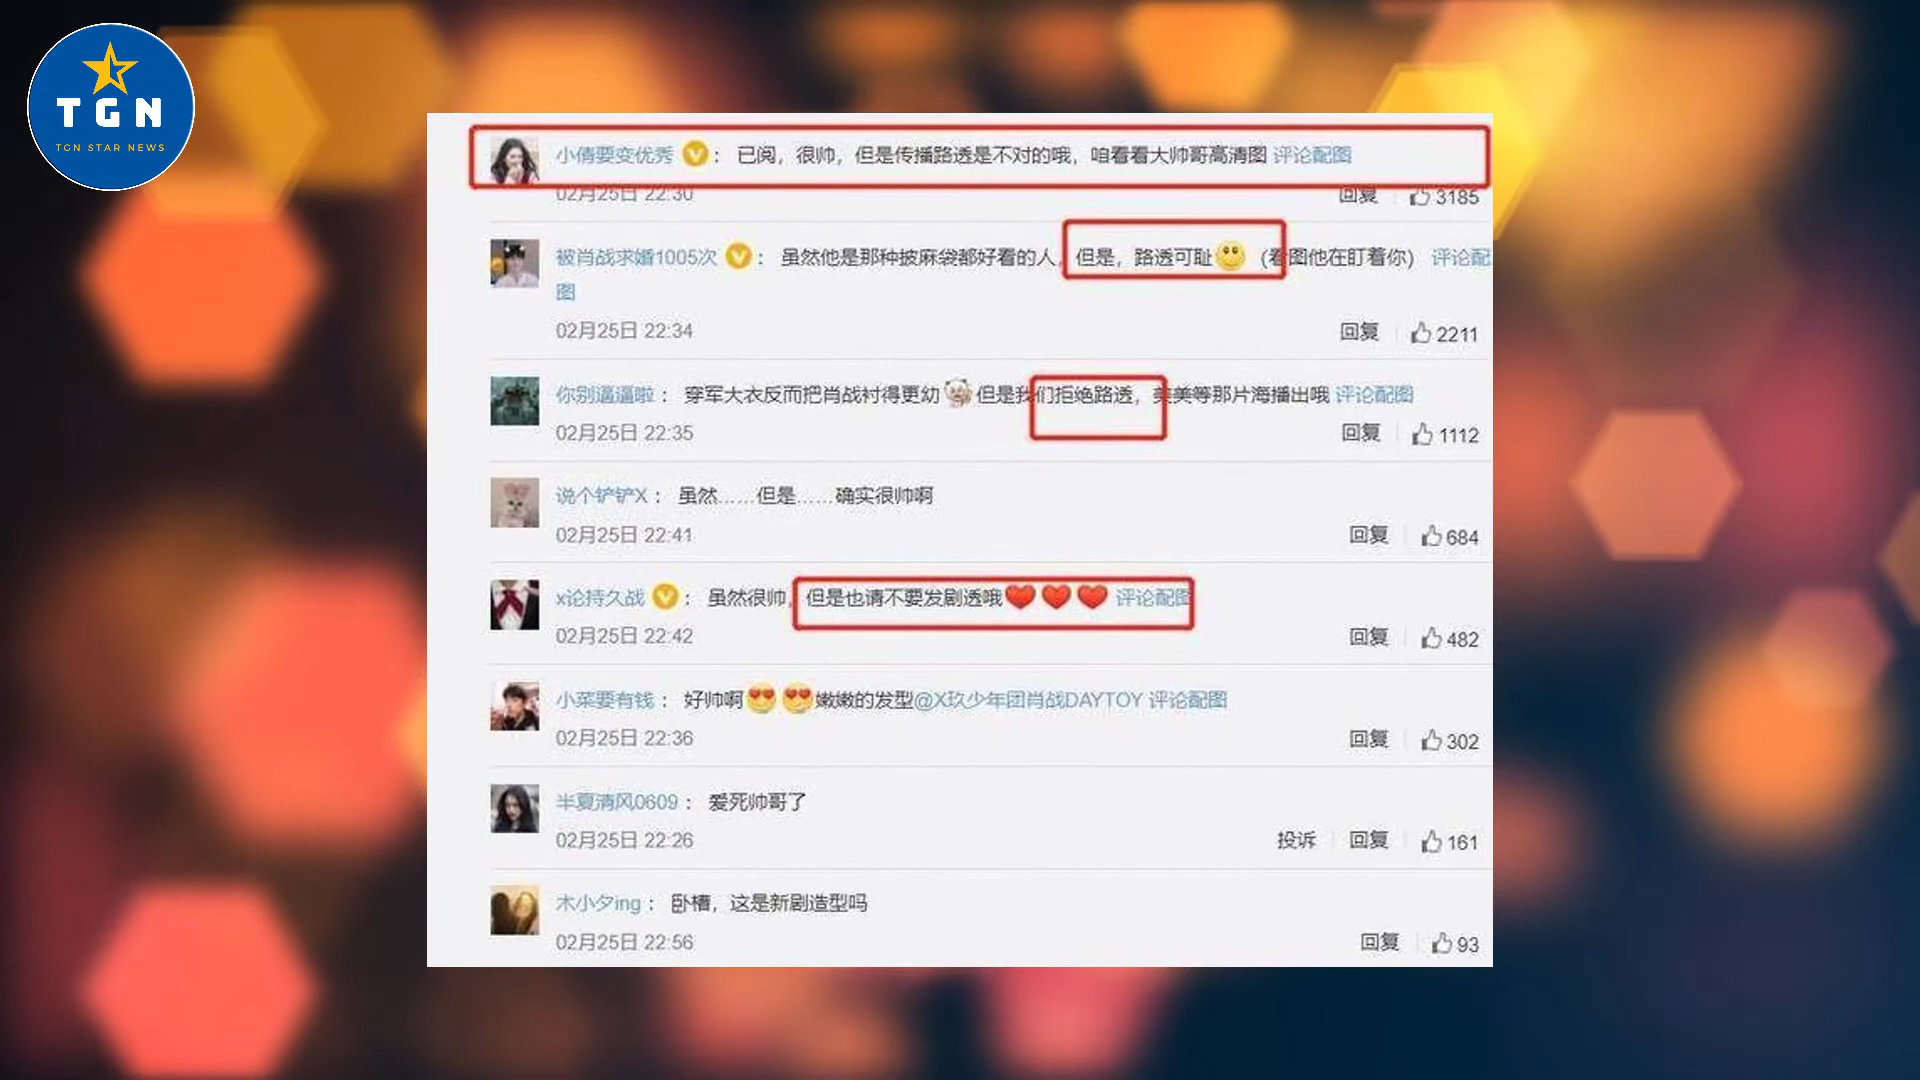 TGN
TGN STAR NEWS
小倩要变优秀 : 已阅，很帅，但是传播路透是不对的哦，咱看看大帅哥高清图 评论配图
02月25日 22:30 回复 3185
被肖战求婚1005次 : 虽然他是那种披麻袋都好看的人，但是，路透可耻 (看图他在盯着你) 评论配
图
02月25日 22:34 回复 2211
你别逼逼啦 : 穿军大衣反而把肖战衬得更幼 但是我们拒绝路透，美美等那片海播出哦 评论配图
02月25日 22:35 回复 1112
说个铲铲X : 虽然……但是……确实很帅啊
02月25日 22:41 回复 684
x论持久战 : 虽然很帅，但是也请不要发剧透哦❤❤❤ 评论配图
02月25日 22:42 回复 482
小菜要有钱 : 好帅啊😍😍嫩嫩的发型@X玖少年团肖战DAYTOY 评论配图
02月25日 22:36 回复 302
半夏清风0609 : 爱死帅哥了
02月25日 22:26 投诉 回复 161
木小夕ing : 卧槽，这是新剧造型吗
02月25日 22:56 回复 93